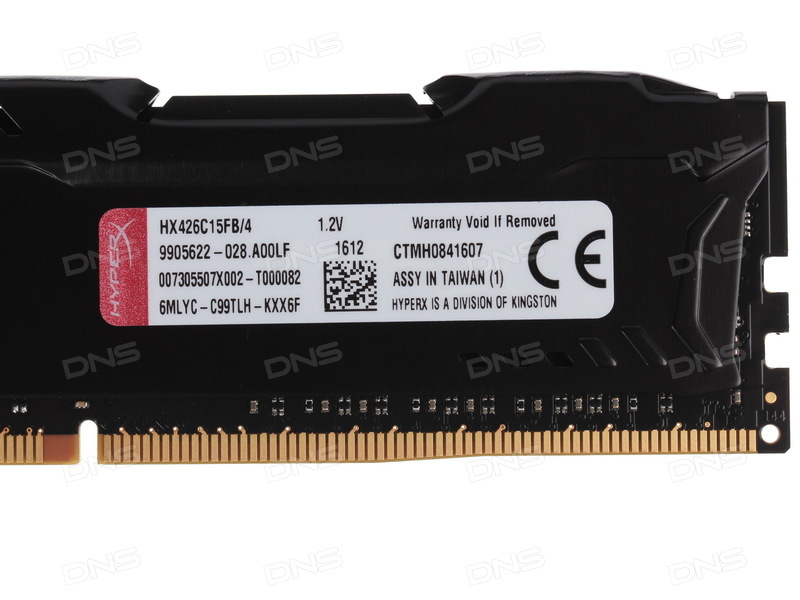 HX426C15FB/4 1.2V Warranty Void If Removed
9905622-028.A00LF 1612 CTMH0841607
007305507X002-T000082 ASSY IN TAIWAN (1)
6MLYC-C99TLH-KXX6F HYPERX IS A DIVISION OF KINGSTON
HYPERX
CE
144
DNS